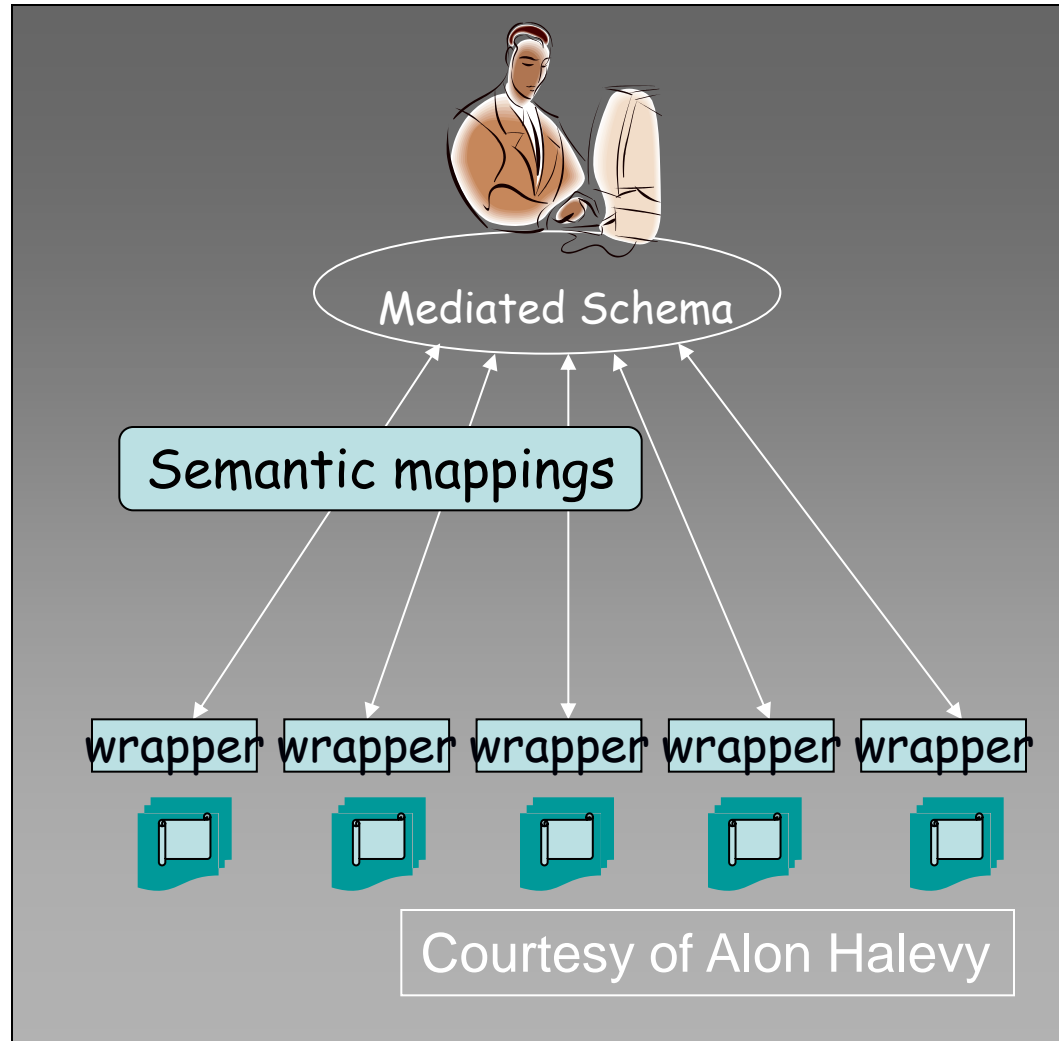 Mediated Schema
Semantic mappings
wrapper wrapper wrapper wrapper wrapper
Courtesy of Alon Halevy